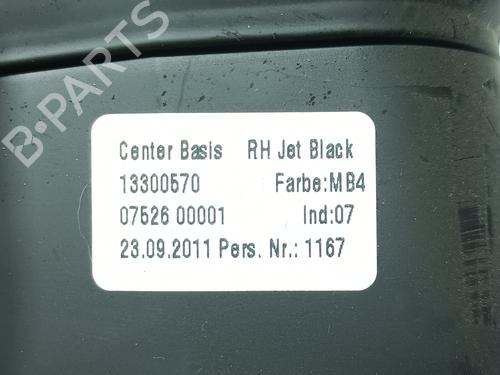 B-PARTS
Center Basis RH Jet Black
13300570 Farbe:MB4
07526 00001 Ind:07
23.09.2011 Pers. Nr.: 1167